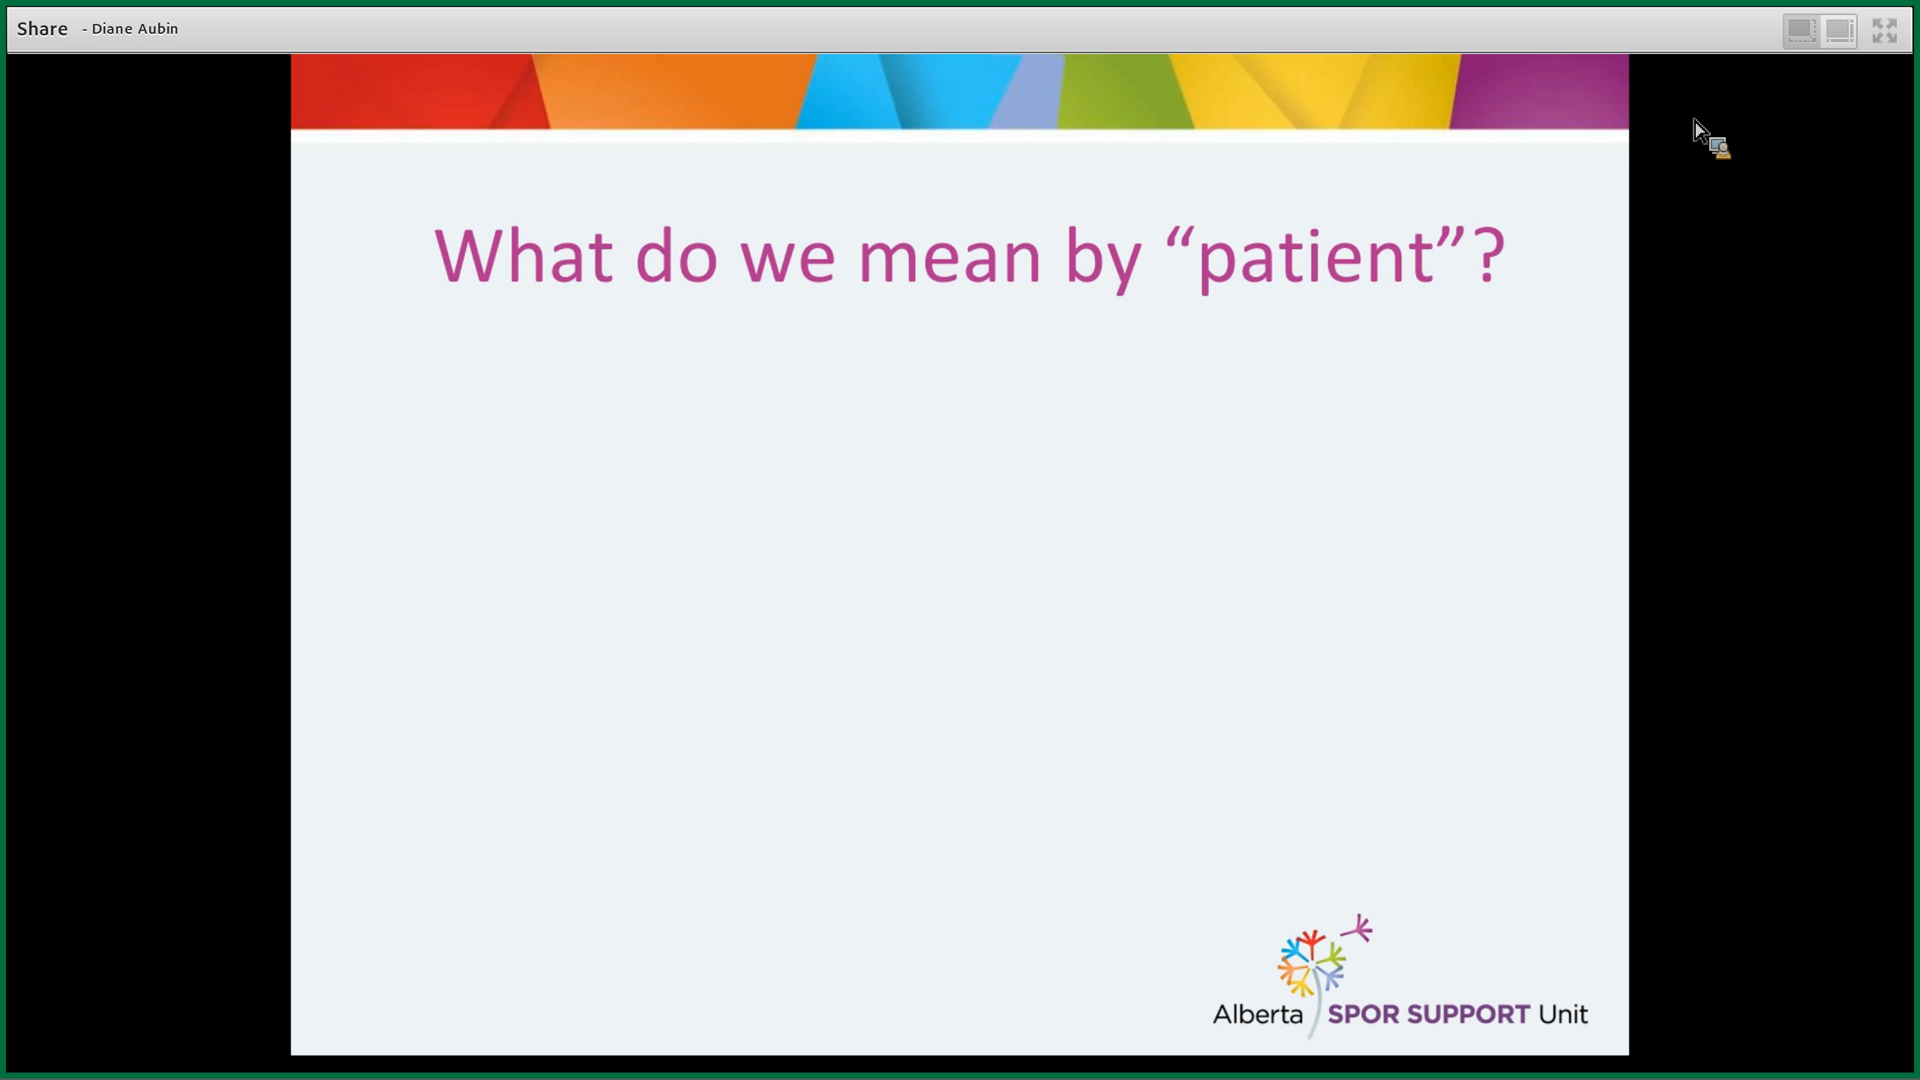 Share - Diane Aubin
What do we mean by “patient”?
Alberta SPOR SUPPORT Unit